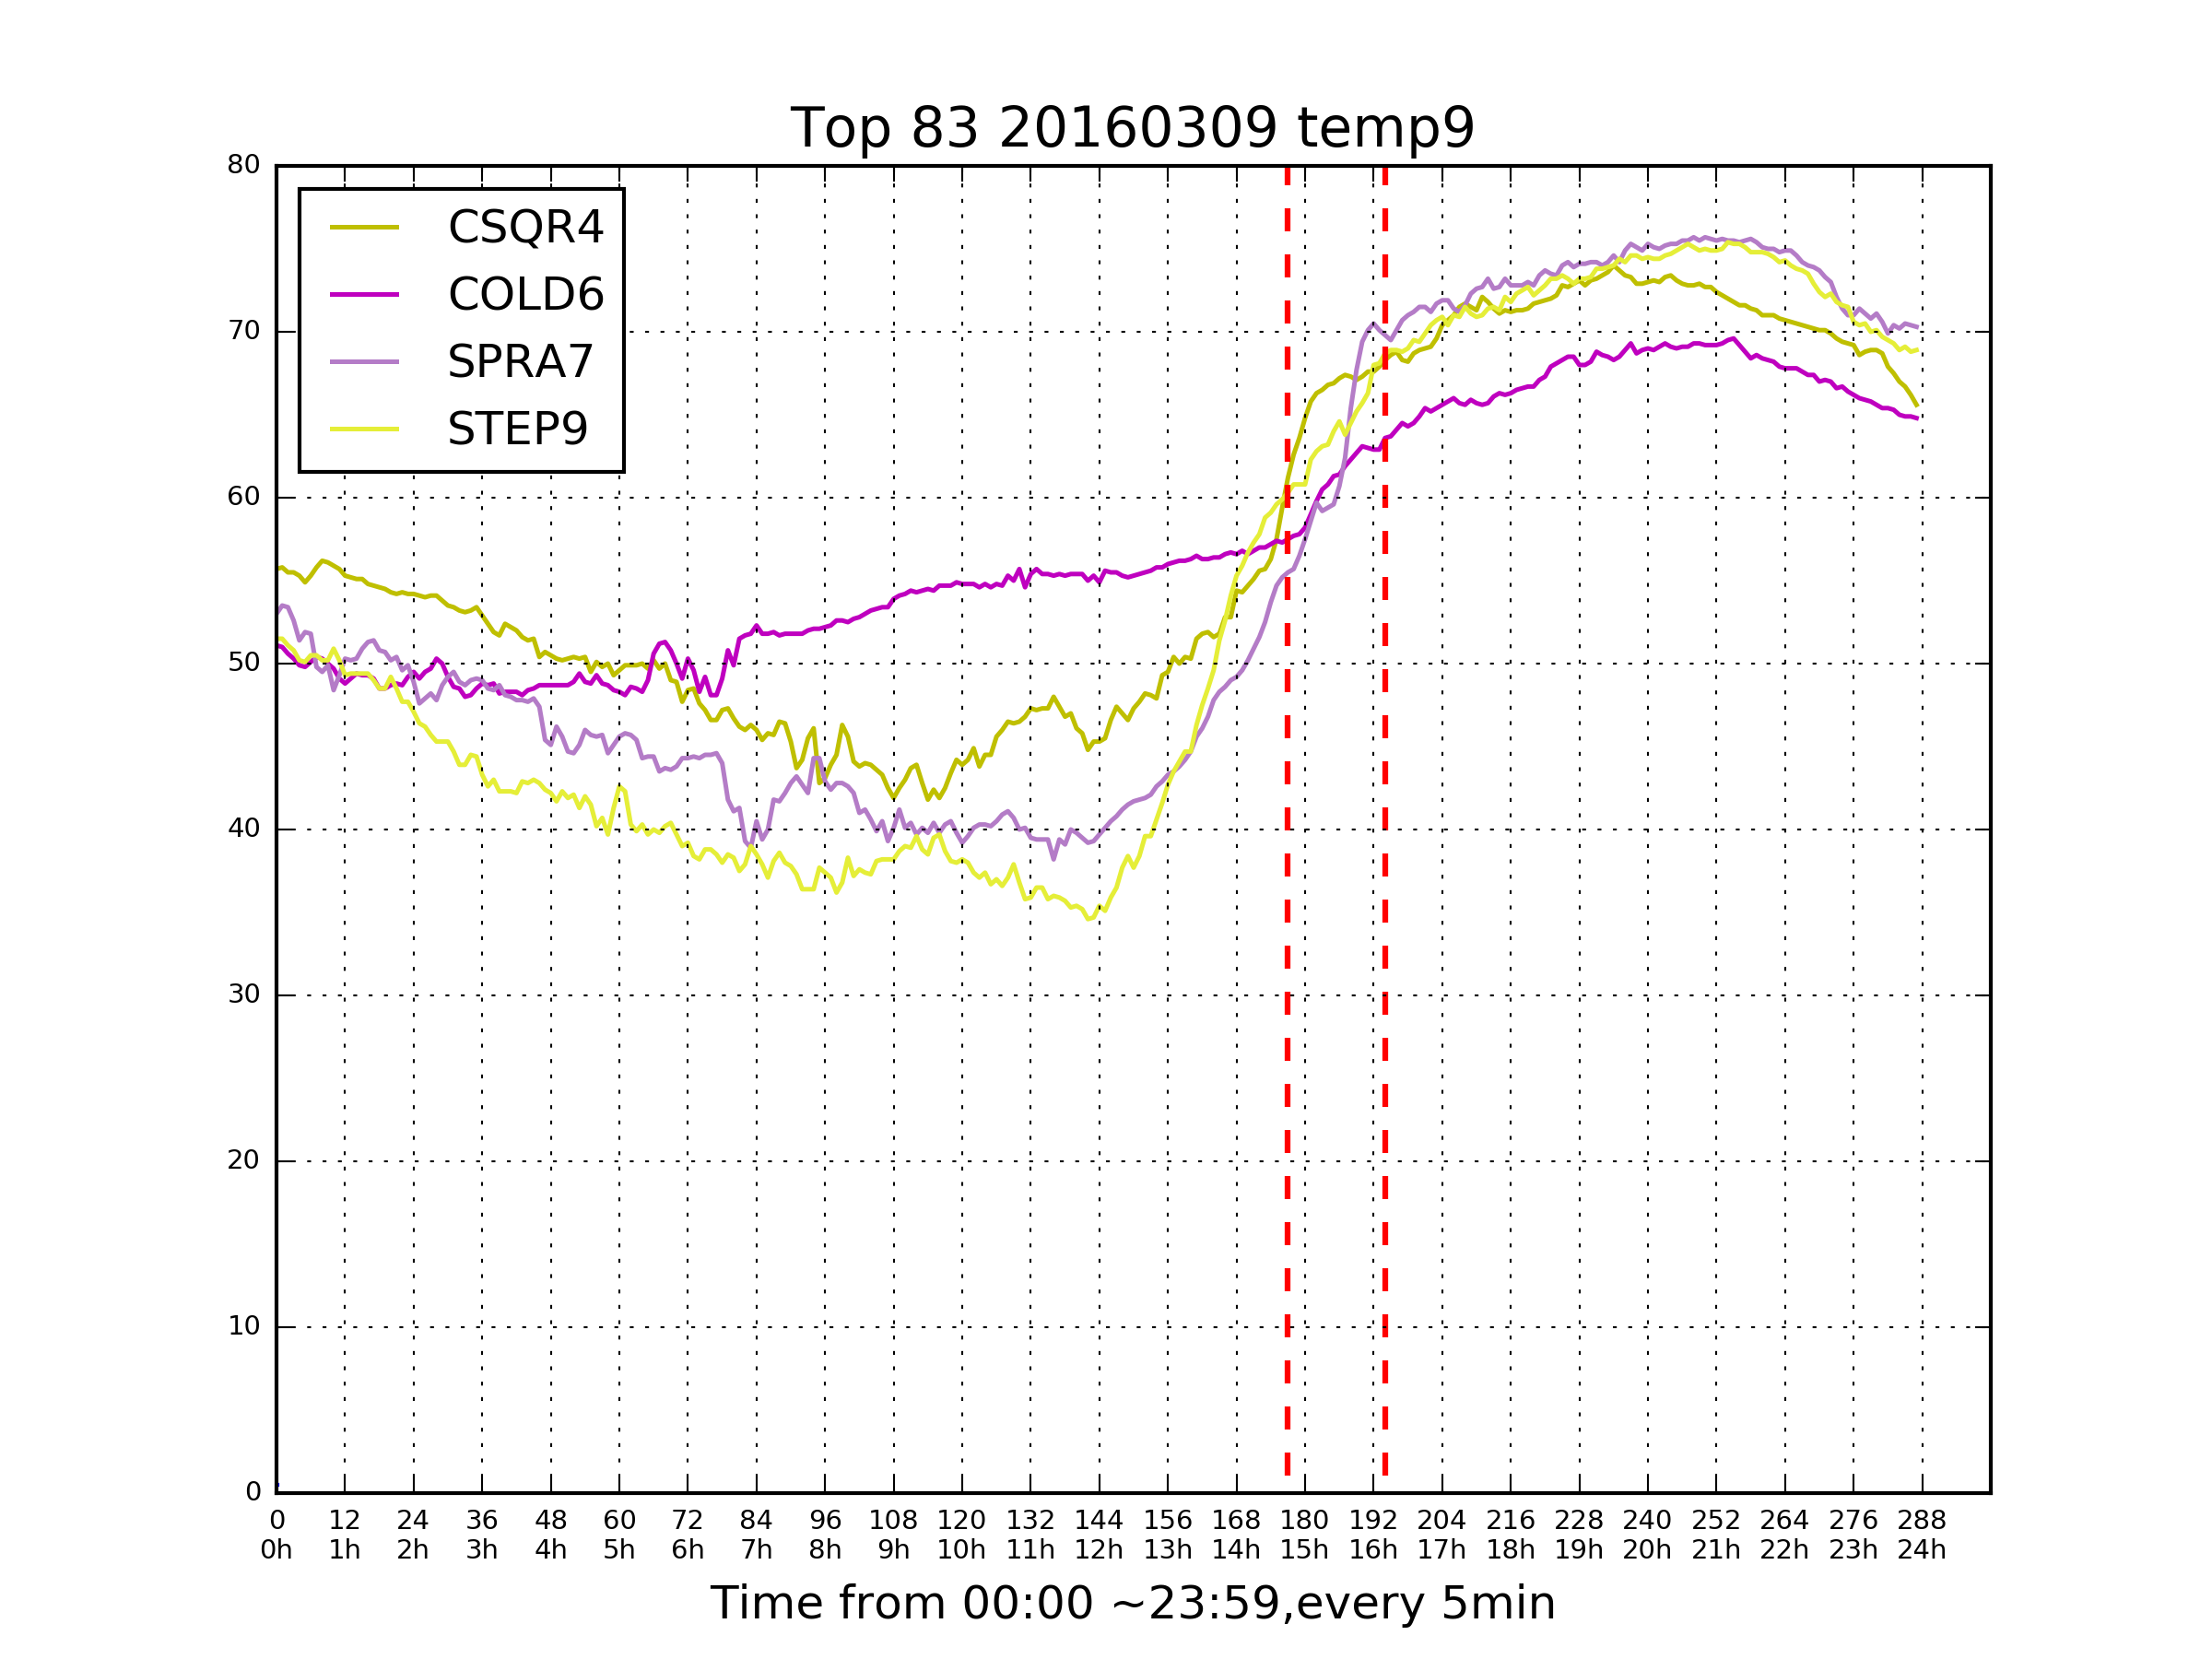 Top 83 20160309 temp9
80
70
60
50
40
30
20
10
0
CSQR4
COLD6
SPRA7
STEP9
0 12 24 36 48 60 72 84 96 108 120 132 144 156 168 180 192 204 216 228 240 252 264 276 288
0h 1h 2h 3h 4h 5h 6h 7h 8h 9h 10h 11h 12h 13h 14h 15h 16h 17h 18h 19h 20h 21h 22h 23h 24h
Time from 00:00 ~23:59,every 5min